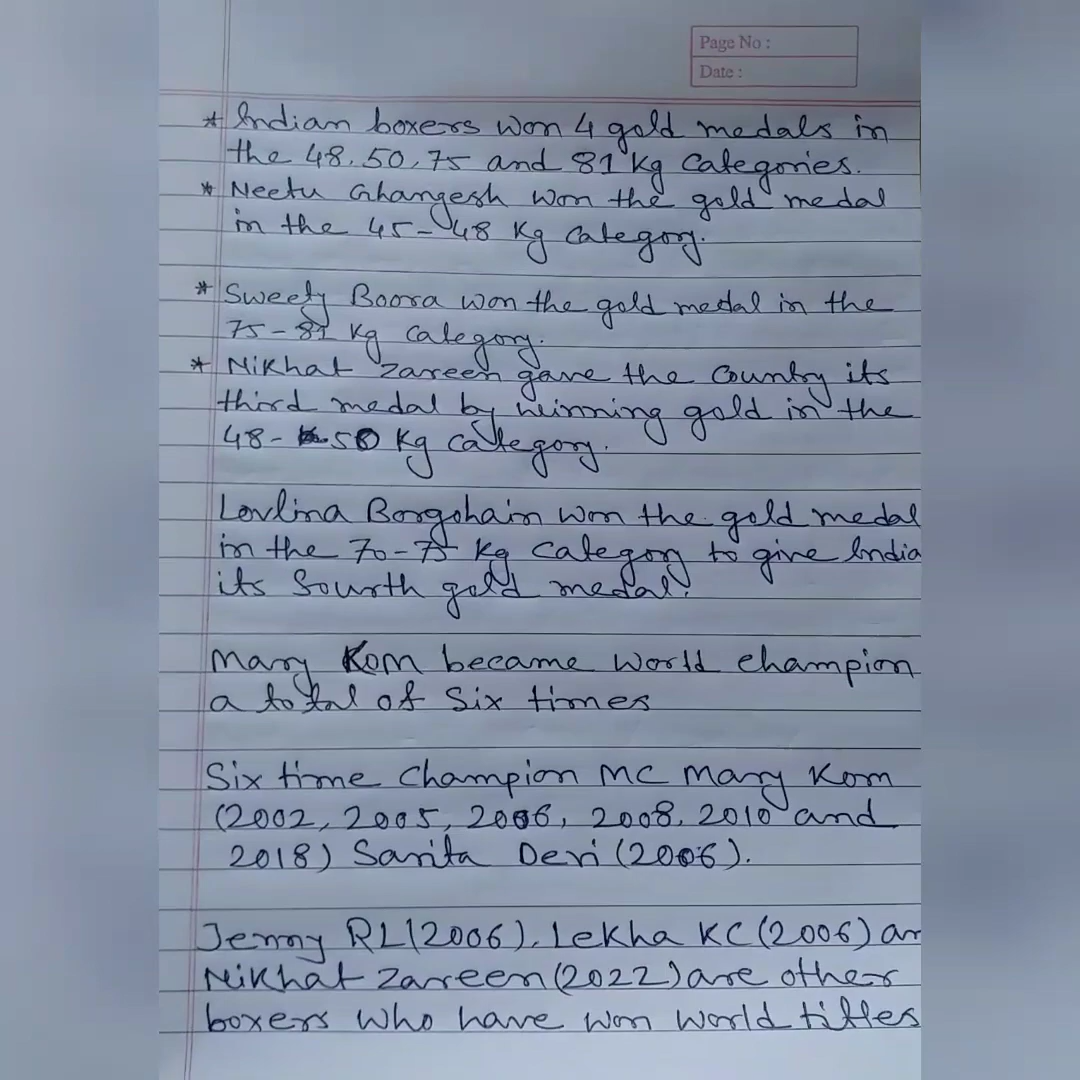 Page No :
Date :
* Indian boxers won 4 gold medals in
the 48, 50, 75 and 81 kg Categories.
* Neetu Ghangesh won the gold medal
in the 45-48 Kg Category.
* Sweety Boora won the gold medal in the
75-81 kg Category.
* Nikhat Zareen gave the Country its
third medal by winning gold in the
48-50 kg Category.
Lovlina Borgohain won the gold medal
in the 70-75 kg Category to give India
its fourth gold medal.
Mary Kom became world champion
a total of Six times
Six time Champion MC Mary Kom
(2002, 2005, 2006, 2008, 2010 and
2018) Sarita Devi (2006).
Jenny RL (2006), Lekha KC (2006) an
Nikhat Zareen (2022) are other
boxers who have won world titles